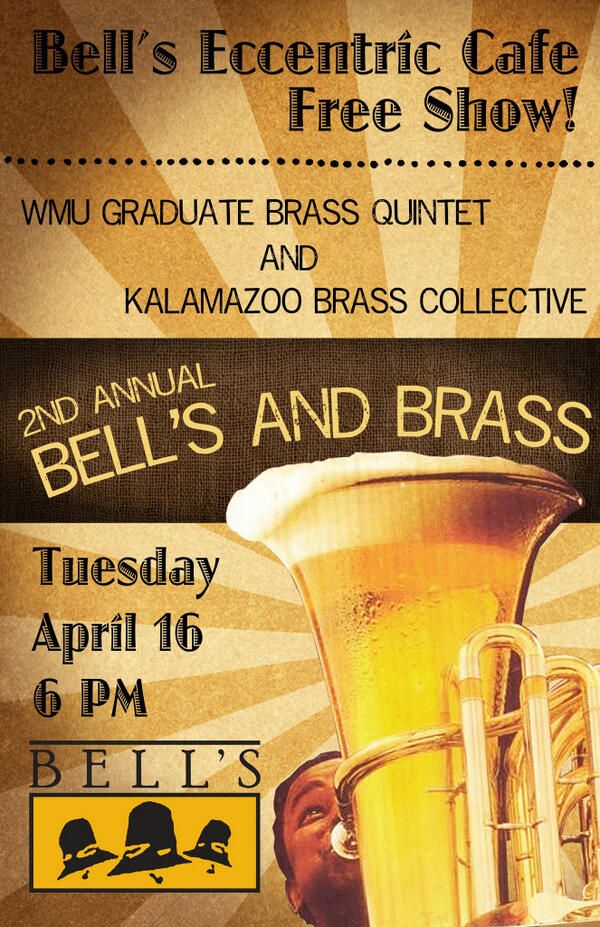 Bell's Eccentric Cafe
Free Show!
WMU GRADUATE BRASS QUINTET
AND
KALAMAZOO BRASS COLLECTIVE
2ND ANNUAL
BELL'S AND BRASS
Tuesday
April 16
6 PM
BELL'S